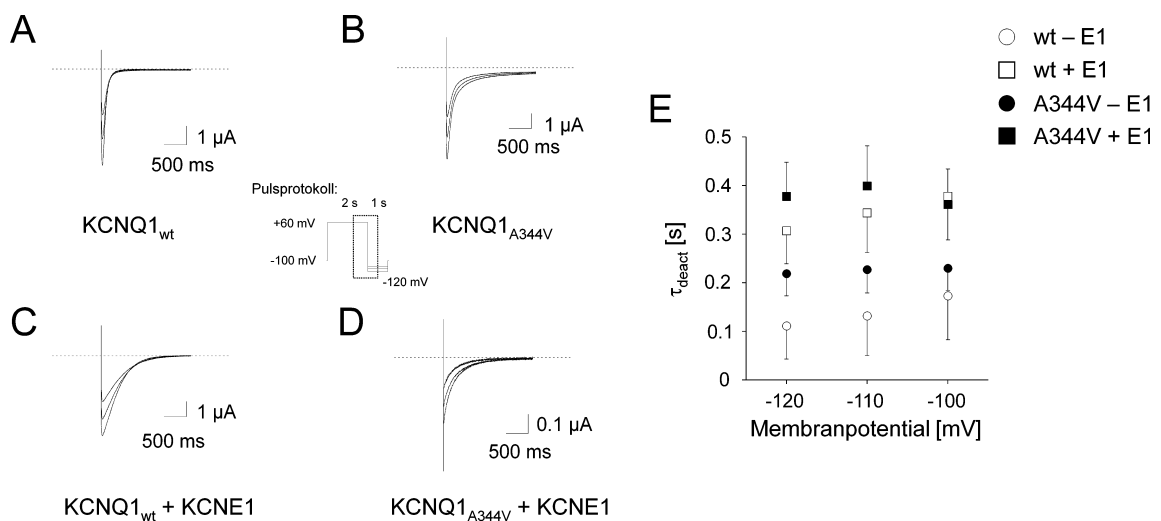 A
1 µA
500 ms
KCNQ1wt
B
1 µA
500 ms
KCNQ1A344V
Pulsprotokoll:
2 s 1 s
+60 mV
-100 mV
-120 mV
C
1 µA
500 ms
KCNQ1wt + KCNE1
D
0.1 µA
500 ms
KCNQ1A344V + KCNE1
wt – E1
wt + E1
A344V – E1
A344V + E1
E
0.5
0.4
0.3
0.2
0.1
0
τdeact [s]
-120 -110 -100
Membranpotential [mV]